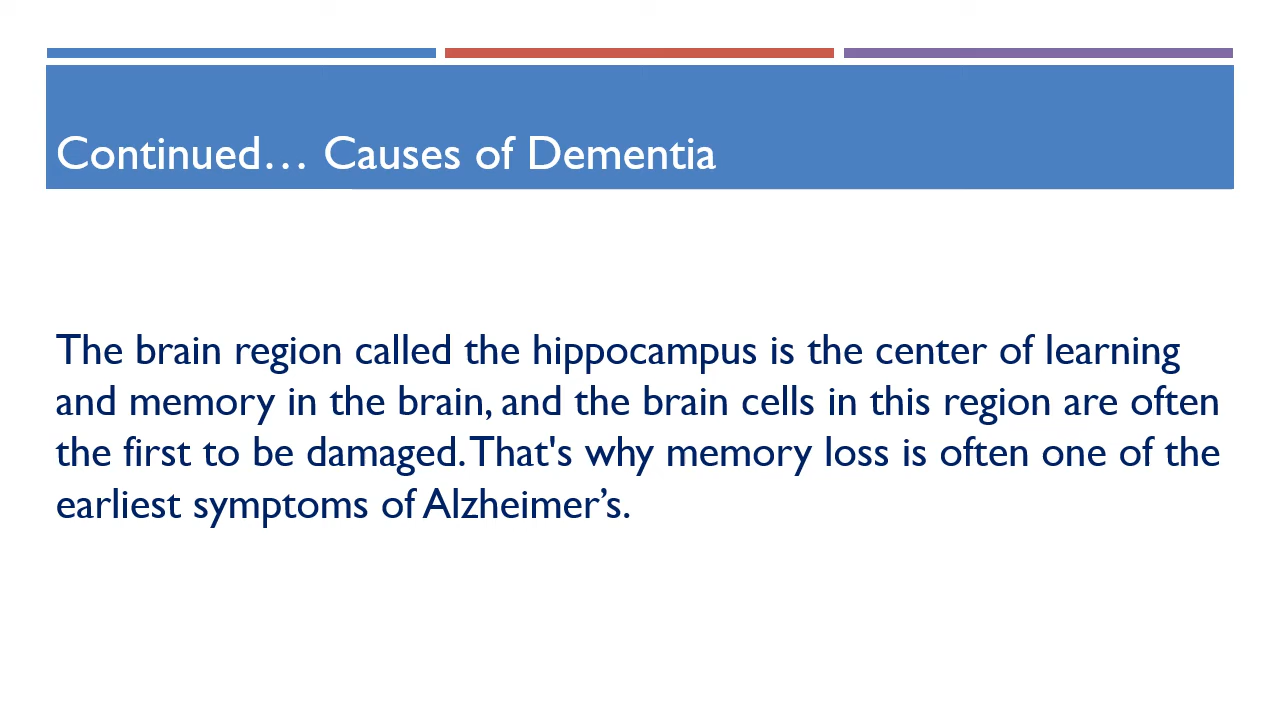 Continued… Causes of Dementia
The brain region called the hippocampus is the center of learning
and memory in the brain, and the brain cells in this region are often
the first to be damaged. That's why memory loss is often one of the
earliest symptoms of Alzheimer’s.